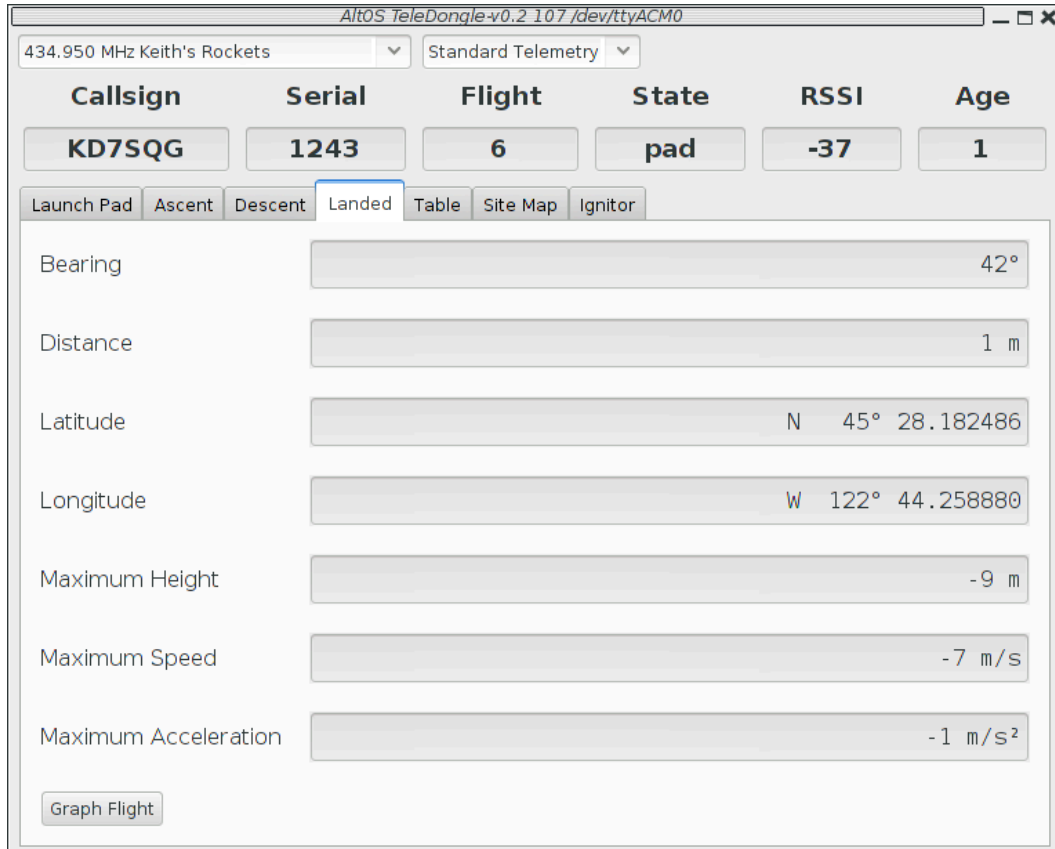 AltOS TeleDongle-v0.2 107 /dev/ttyACM0
434.950 MHz Keith's Rockets Standard Telemetry
Callsign Serial Flight State RSSI Age
KD7SQG 1243 6 pad -37 1
Launch Pad Ascent Descent Landed Table Site Map Ignitor
Bearing 42°
Distance 1 m
Latitude N 45° 28.182486
Longitude W 122° 44.258880
Maximum Height -9 m
Maximum Speed -7 m/s
Maximum Acceleration -1 m/s²
Graph Flight